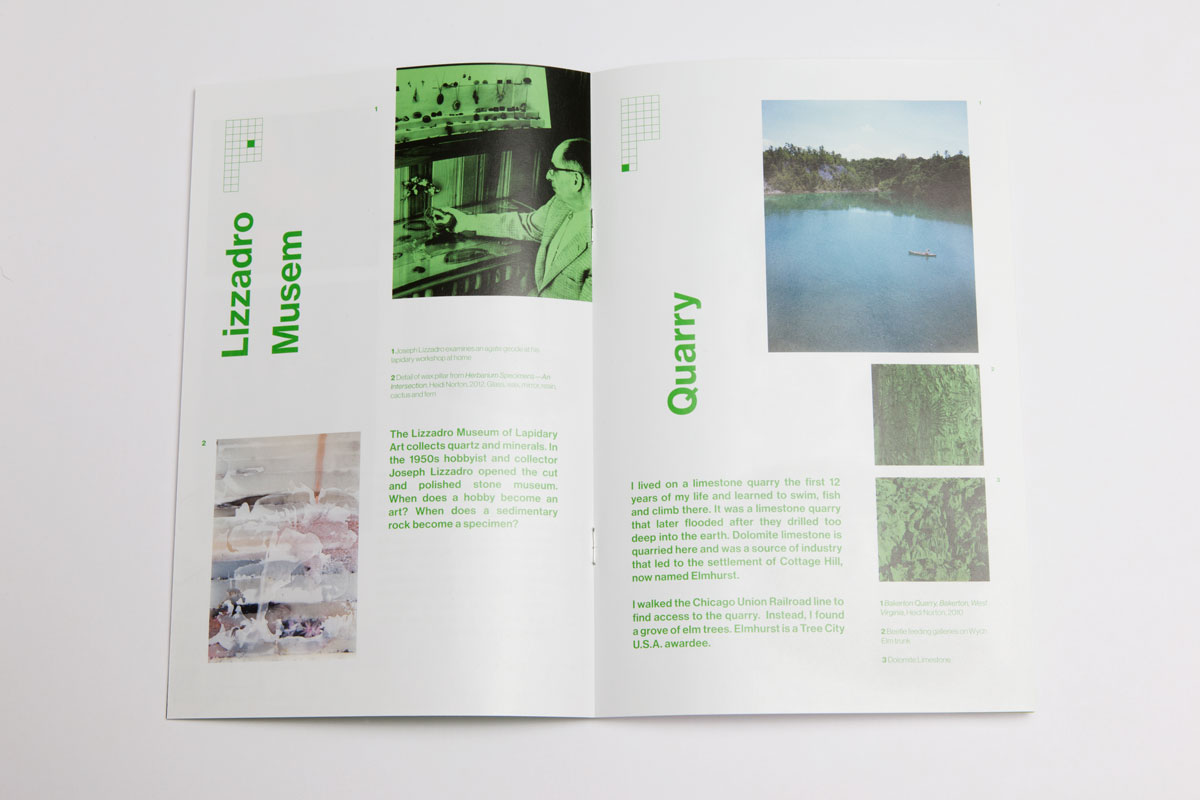 1
Lizzadro
Musem
1 Joseph Lizzadro examines an agate geode at his
lapidary workshop at home
2 Detail of wax pillar from Herbarium Specimens—An
Intersection. Heidi Norton, 2012. Glass, wax, mirror, resin,
cactus and fern
2
The Lizzadro Museum of Lapidary
Art collects quartz and minerals. In
the 1950s hobbyist and collector
Joseph Lizzadro opened the cut
and polished stone museum.
When does a hobby become an
art? When does a sedimentary
rock become a specimen?
1
Quarry
2
3
I lived on a limestone quarry the first 12
years of my life and learned to swim, fish
and climb there. It was a limestone quarry
that later flooded after they drilled too
deep into the earth. Dolomite limestone is
quarried here and was a source of industry
that led to the settlement of Cottage Hill,
now named Elmhurst.
I walked the Chicago Union Railroad line to
find access to the quarry. Instead, I found
a grove of elm trees. Elmhurst is a Tree City
U.S.A. awardee.
1 Bakerton Quarry, Bakerton, West
Virginia, Heidi Norton, 2010
2 Beetle feeding galleries on Wych
Elm trunk
3 Dolomite Limestone